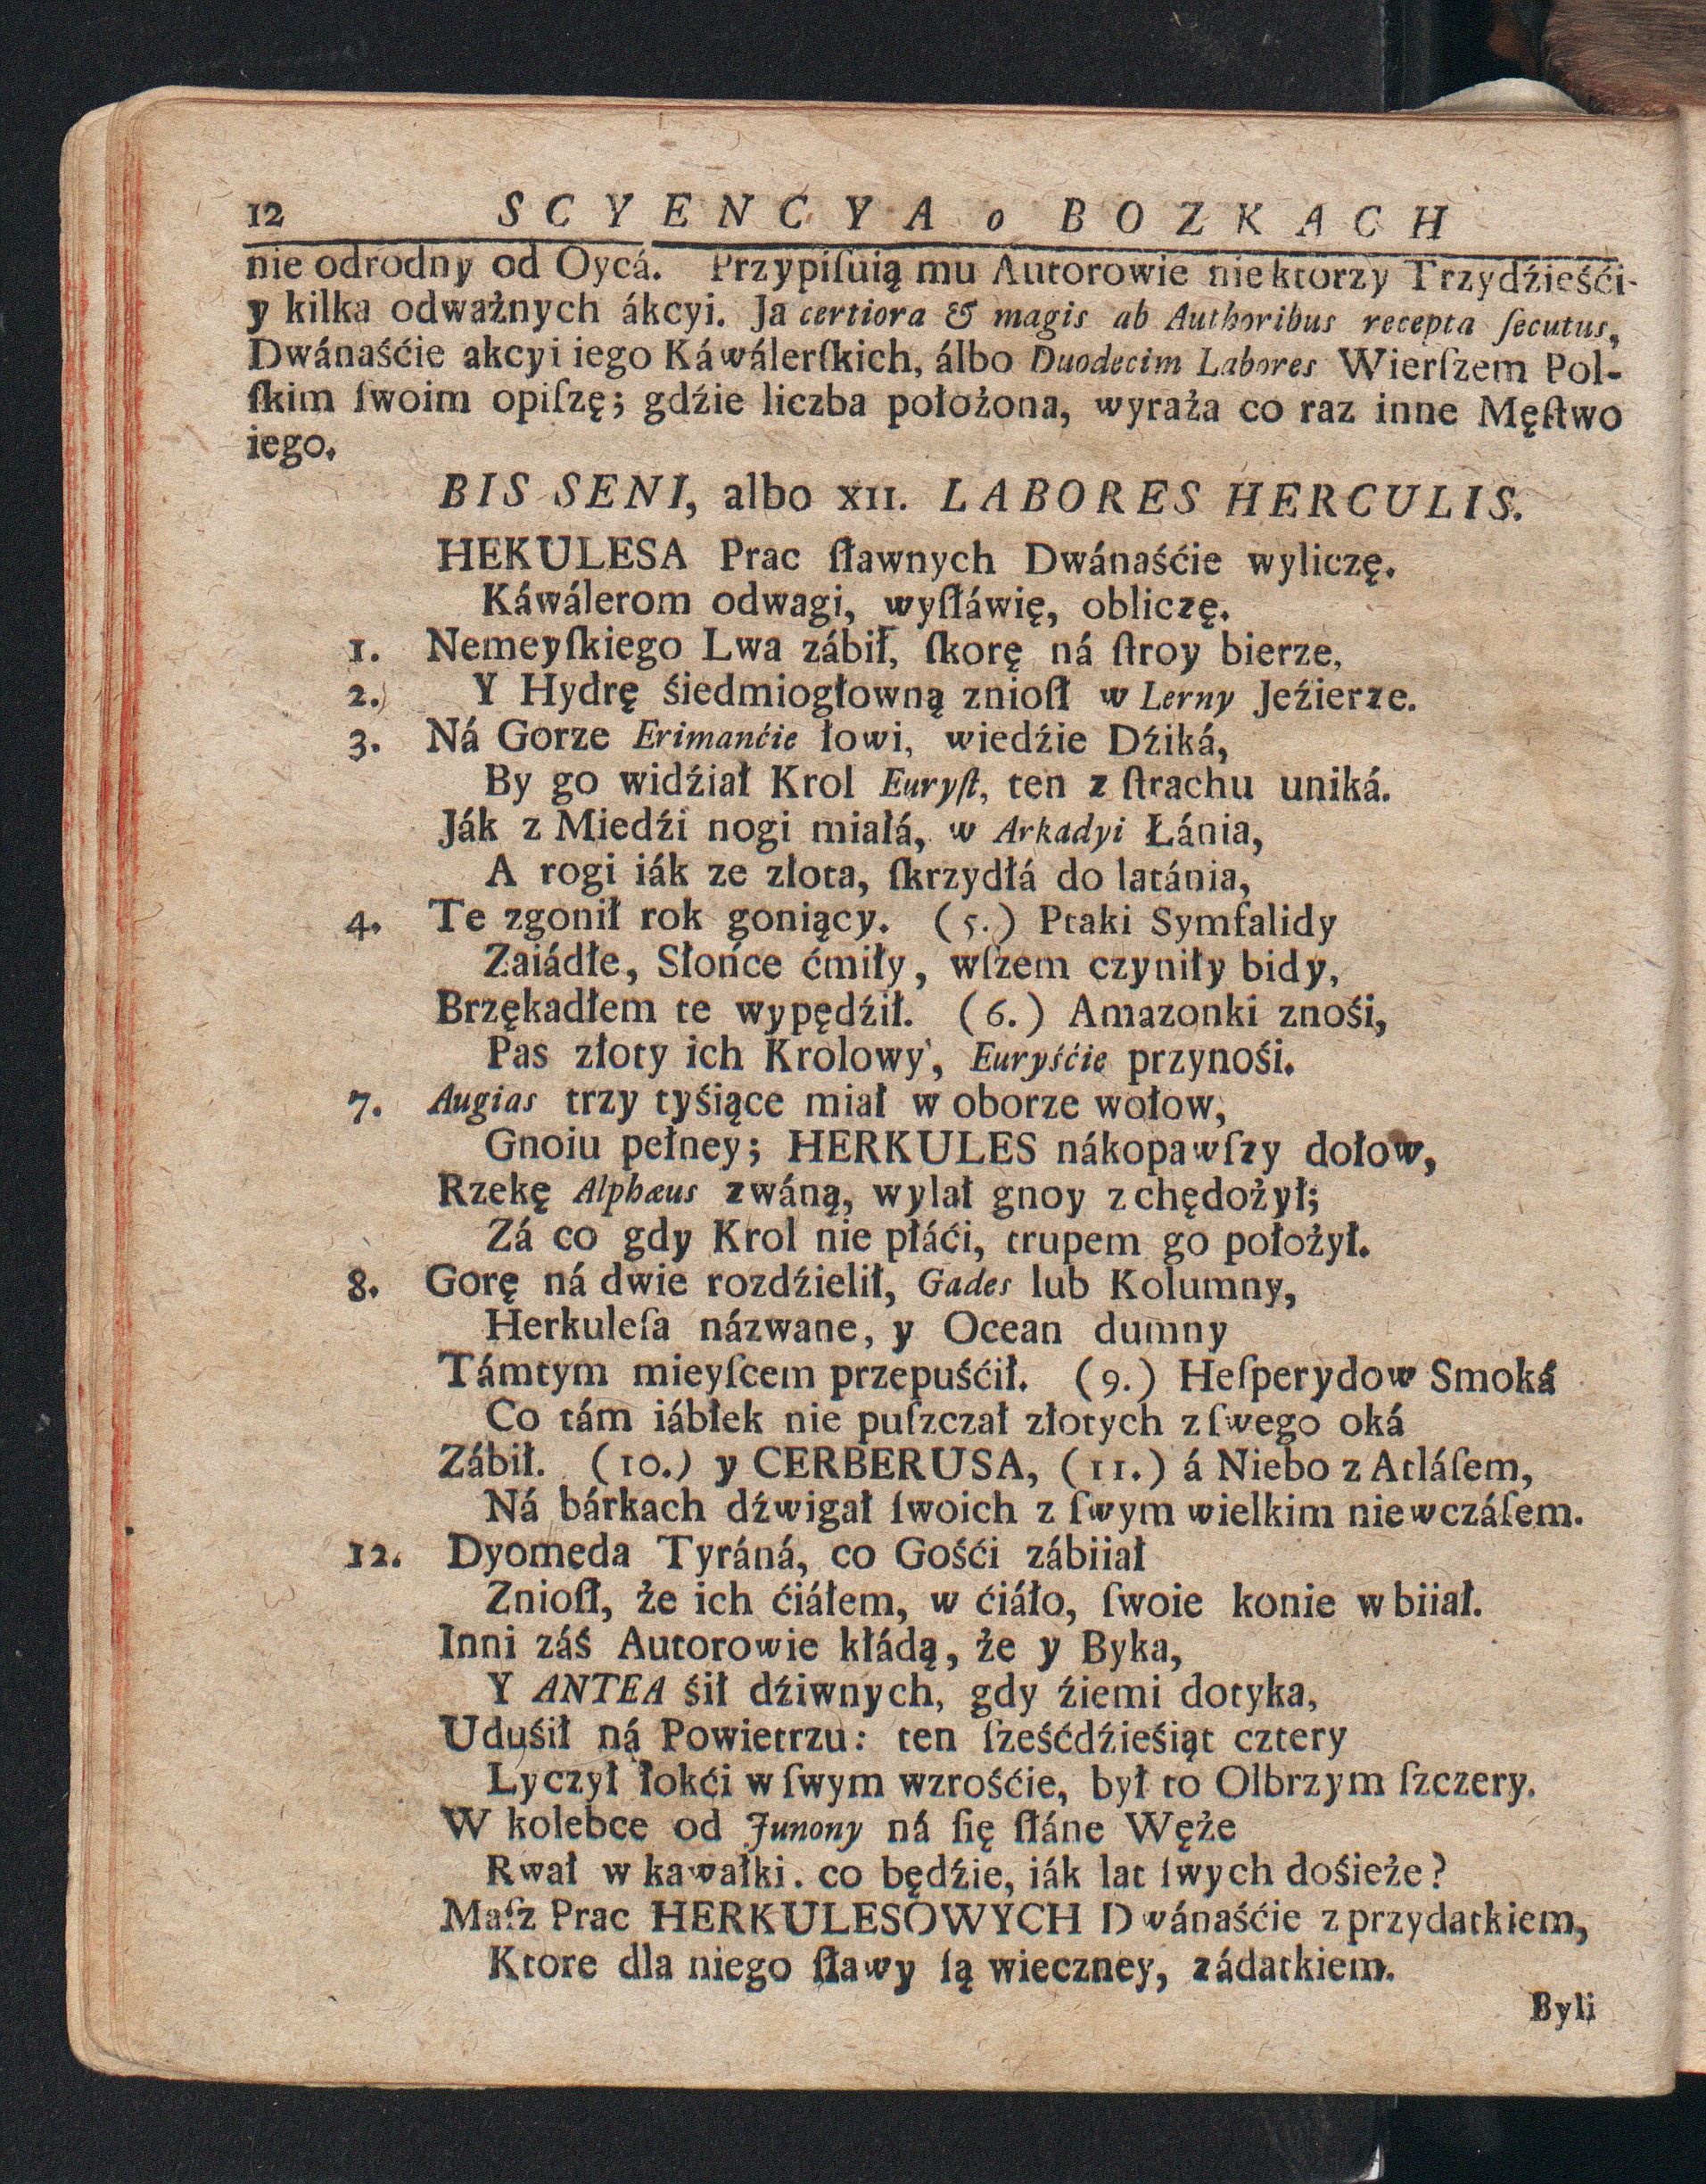 12 SCYENCYA o BOZKACH
nie odrodny od Oycá. Przypiſuią mu Autorowie niektorzy Trzydźieśći-
y kilka odważnych ákcyi. Ja certiora & magis ab Authoribus recepta ſecutus,
Dwánaśćie akcyi iego Káwálerſkich, álbo Duodecim Labores Wierſzem Pol-
ſkim ſwoim opiſzę; gdźie liczba położona, wyraża co raz inne Męſtwo
iego.
BIS SENI, albo XII. LABORES HERCULIS.
HEKULESA Prac ſławnych Dwánaśćie wyliczę.
Káwálerom odwagi, wyſłáwię, obliczę.
1. Nemeyſkiego Lwa zábił, ſkorę ná ſtroy bierze,
2. Y Hydrę śiedmiogłowną znioſł w Lerny Jeźierze.
3. Ná Gorze Erimanćie łowi, wiedźie Dźiká,
By go widźiał Krol Euryſt, ten z ſtrachu uniká.
Ják z Miedźi nogi miałá, w Arkadyi Łánia,
A rogi iák ze złota, ſkrzydłá do latánia,
4. Te zgonił rok goniący. (5.) Ptaki Symfalidy
Zaiádłe, Słońce ćmiły, wſzem czyniły bidy,
Brzękadłem te wypędźił. (6.) Amazonki znośi,
Pas złoty ich Krolowy, Euryśćie przynośi.
7. Augias trzy tyśiące miał w oborze wołow,
Gnoiu pełney; HERKULES nákopawſzy dołow,
Rzekę Alphæus zwáną, wylał gnoy zchędożył;
Zá co gdy Krol nie płáći, trupem go położył.
8. Gorę ná dwie rozdźielił, Gades lub Kolumny,
Herkuleſa názwane, y Ocean dumny
Támtym mieyſcem przepuśćił. (9.) Heſperydow Smoká
Co tám iábłek nie puſzczał złotych z ſwego oká
Zábił. (10.) y CERBERUSA, (11.) á Niebo z Atláſem,
Ná bárkach dźwigał ſwoich z ſwym wielkim niewczáſem.
12. Dyomeda Tyráná, co Gośći zábiiał
Znioſł, że ich ćiáłem, w ćiáło, ſwoie konie wbiiał.
Inni záś Autorowie kłádą, że y Byka,
Y ANTEA śił dźiwnych, gdy źiemi dotyka,
Uduśił ná Powietrzu: ten ſześćdźieśiąt cztery
Lyczył łokći w ſwym wzrośćie, był to Olbrzym ſzczery.
W kolebce od Junony ná ſię ſłáne Węże
Rwał w kawałki. co będźie, iák lat ſwych dośieże?
Maſz Prac HERKULESOWYCH Dwánaśćie z przydatkiem,
Ktore dla niego ſławy ſą wieczney, zádatkiem.
Byli